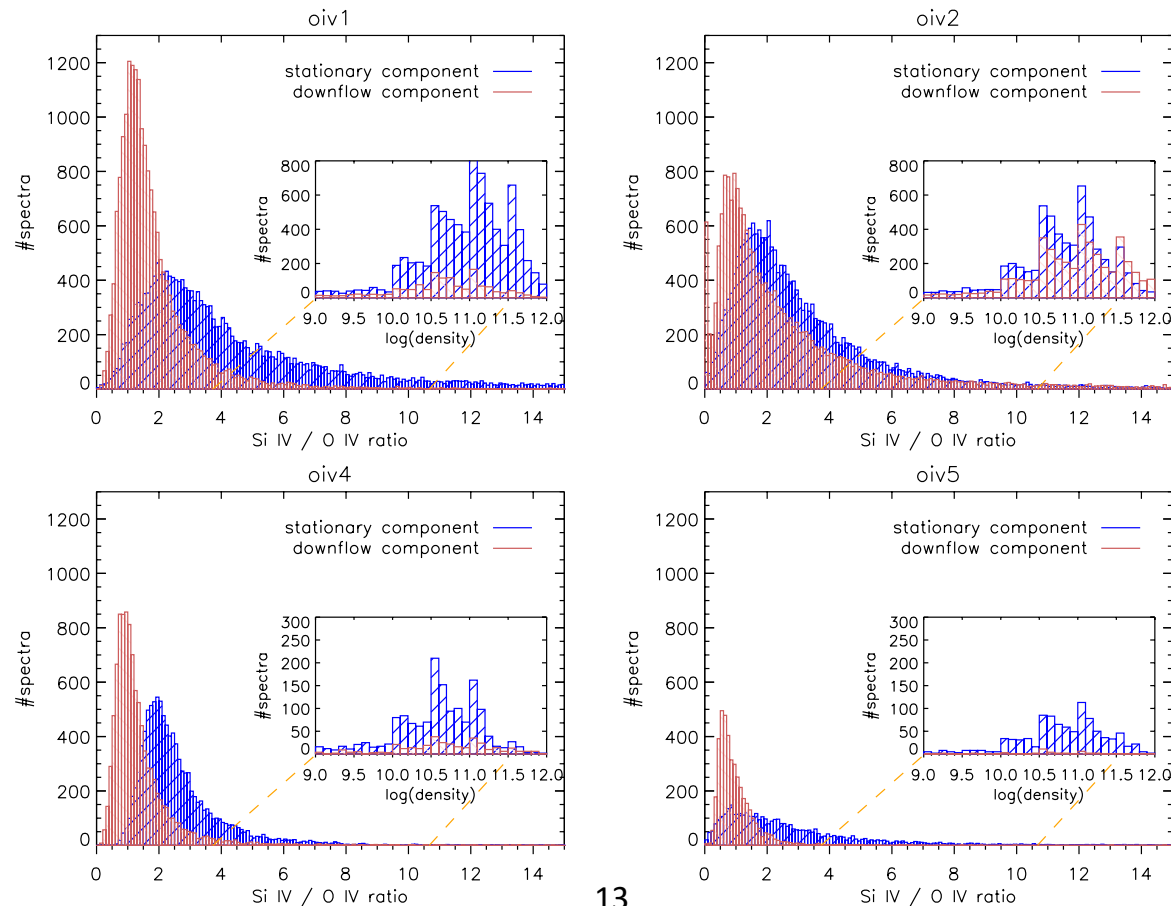 oiv1
1200
1000
800
600
400
200
0
#spectra
stationary component
downflow component
800
600
400
200
0
#spectra
9.0 9.5 10.0 10.5 11.0 11.5 12.0
log(density)
0 2 4 6 8 10 12 14
Si IV / O IV ratio
oiv2
1200
1000
800
600
400
200
0
#spectra
stationary component
downflow component
800
600
400
200
0
#spectra
9.0 9.5 10.0 10.5 11.0 11.5 12.0
log(density)
0 2 4 6 8 10 12 14
Si IV / O IV ratio
oiv4
1200
1000
800
600
400
200
0
#spectra
stationary component
downflow component
300
250
200
150
100
50
0
#spectra
9.0 9.5 10.0 10.5 11.0 11.5 12.0
log(density)
0 2 4 6 8 10 12 14
Si IV / O IV ratio
oiv5
1200
1000
800
600
400
200
0
#spectra
stationary component
downflow component
300
250
200
150
100
50
0
#spectra
9.0 9.5 10.0 10.5 11.0 11.5 12.0
log(density)
0 2 4 6 8 10 12 14
Si IV / O IV ratio
13